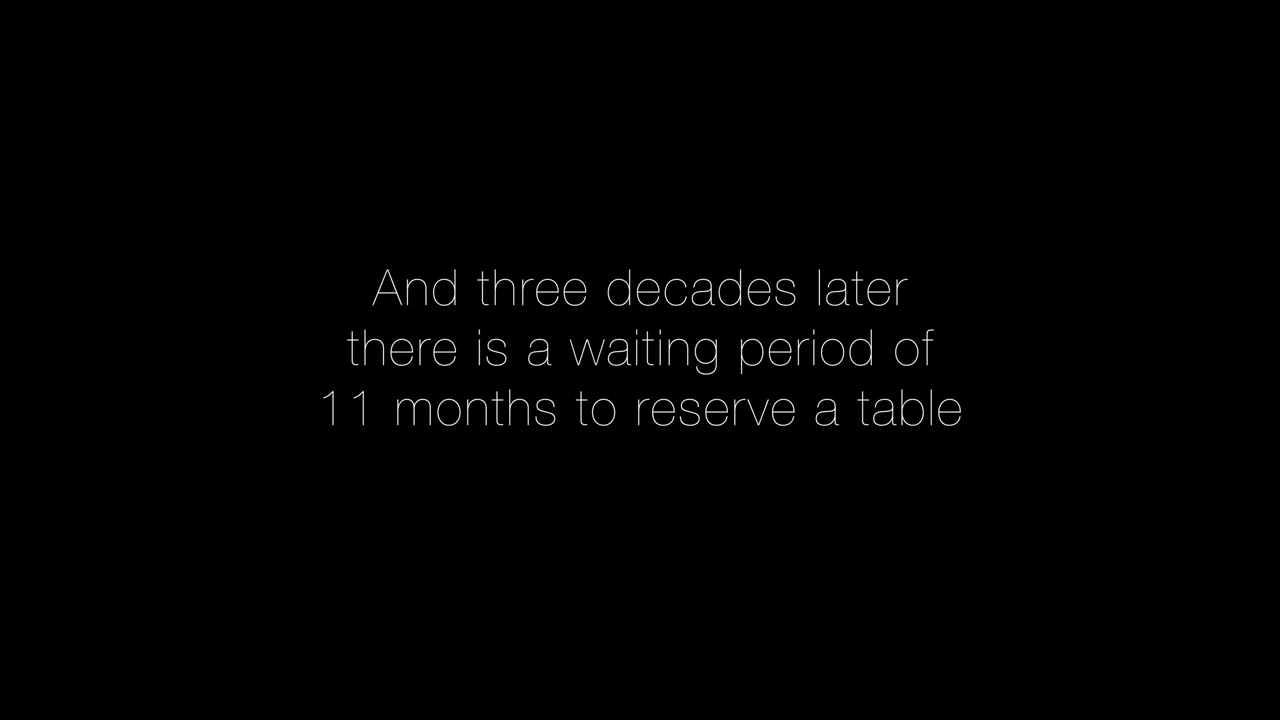 And three decades later
there is a waiting period of
11 months to reserve a table